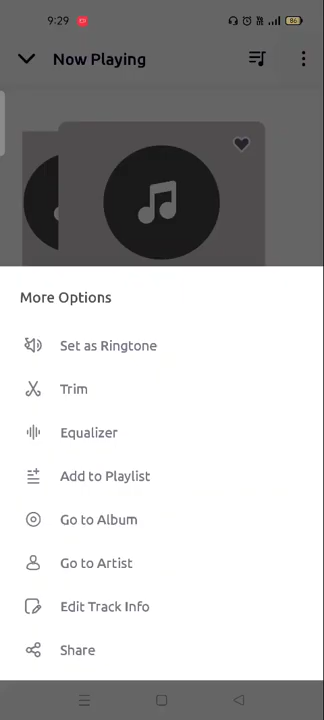 9:29
86
Now Playing
More Options
Set as Ringtone
Trim
Equalizer
Add to Playlist
Go to Album
Go to Artist
Edit Track Info
Share